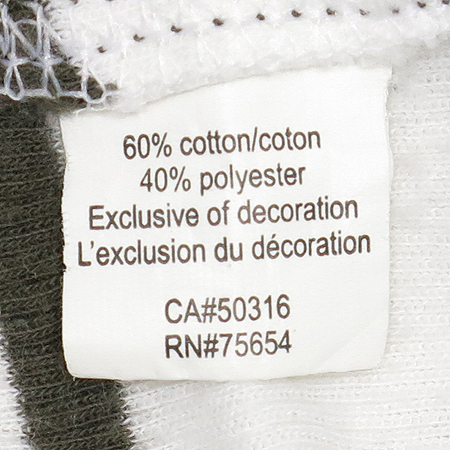 60% cotton/coton
40% polyester
Exclusive of decoration
L'exclusion du décoration
CA#50316
RN#75654